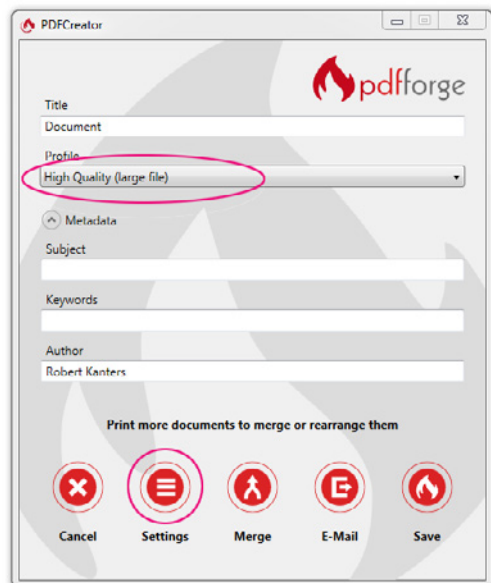 PDFCreator
pdfforge
Title
Document
Profile
High Quality (large file)
Metadata
Subject
Keywords
Author
Robert Kanters
Print more documents to merge or rearrange them
Cancel Settings Merge E-Mail Save